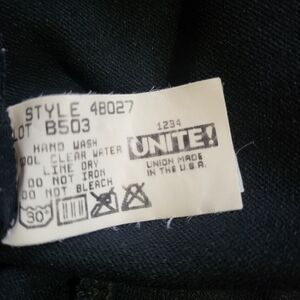 STYLE 48027
LOT B503
HAND WASH
COOL CLEAR WATER
LINE DRY
DO NOT IRON
DO NOT BLEACH
30°
1234
UNITE!
UNION MADE
IN THE U.S.A.